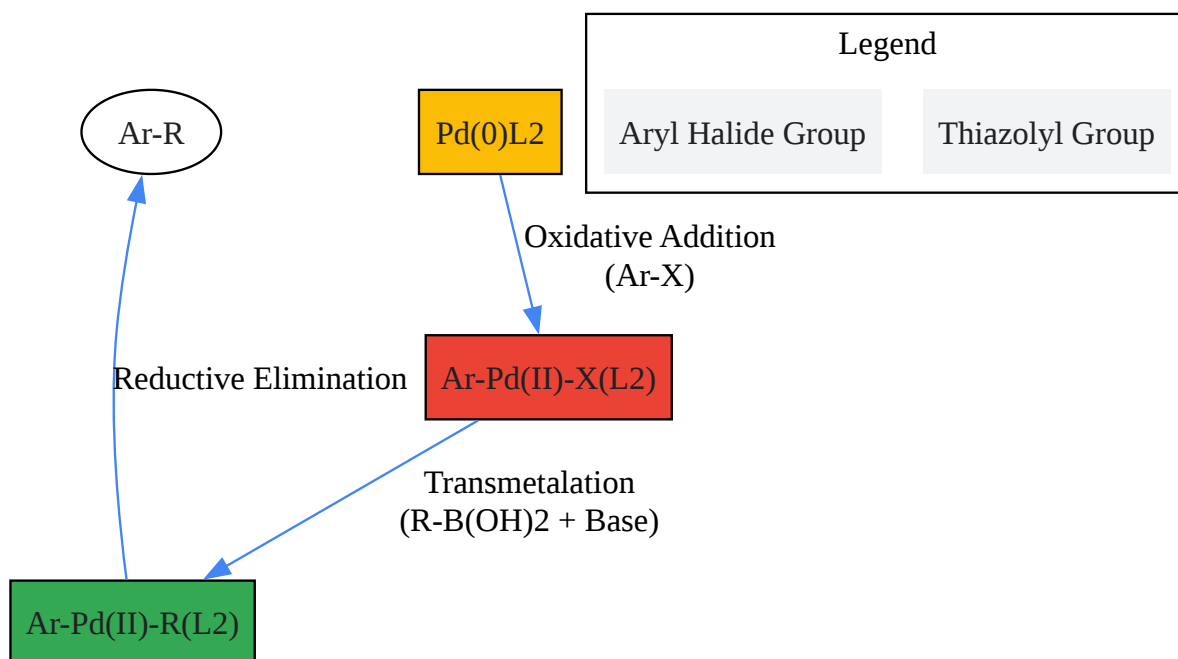 Legend
Ar-R
Pd(0)L2
Aryl Halide Group
Thiazolyl Group
Oxidative Addition
(Ar-X)
Reductive Elimination
Ar-Pd(II)-X(L2)
Transmetalation
(R-B(OH)2 + Base)
Ar-Pd(II)-R(L2)